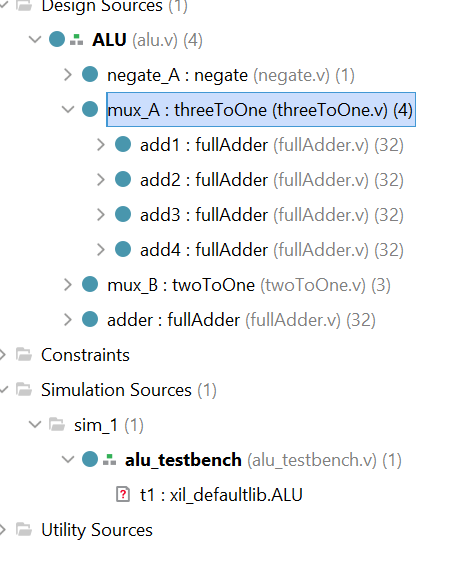 Design Sources (1)
ALU (alu.v) (4)
negate_A : negate (negate.v) (1)
mux_A : threeToOne (threeToOne.v) (4)
add1 : fullAdder (fullAdder.v) (32)
add2 : fullAdder (fullAdder.v) (32)
add3 : fullAdder (fullAdder.v) (32)
add4 : fullAdder (fullAdder.v) (32)
mux_B : twoToOne (twoToOne.v) (3)
adder : fullAdder (fullAdder.v) (32)
Constraints
Simulation Sources (1)
sim_1 (1)
alu_testbench (alu_testbench.v) (1)
?
t1 : xil_defaultlib.ALU
Utility Sources